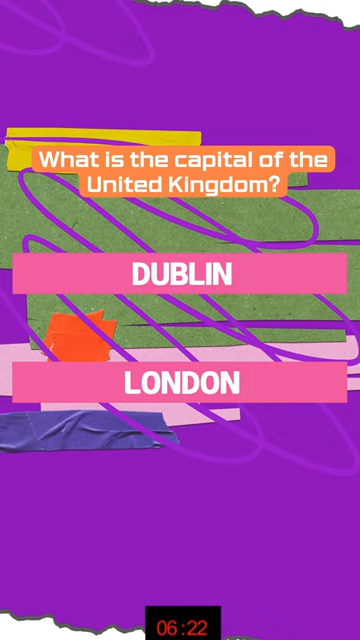 What is the capital of the
United Kingdom?
DUBLIN
LONDON
06:22